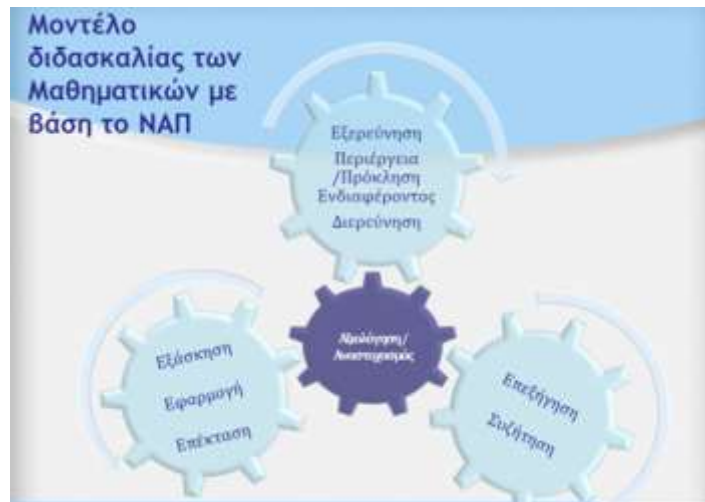 Μοντέλο
διδασκαλίας των
Μαθηματικών με
βάση το ΝΑΠ
Εξερεύνηση
Περιέργεια
/Πρόκληση
Ενδιαφέροντος
Διερεύνηση
Αξιολόγηση /
Αναστοχασμός
Εξάσκηση
Εφαρμογή
Επέκταση
Επεξήγηση
Συζήτηση